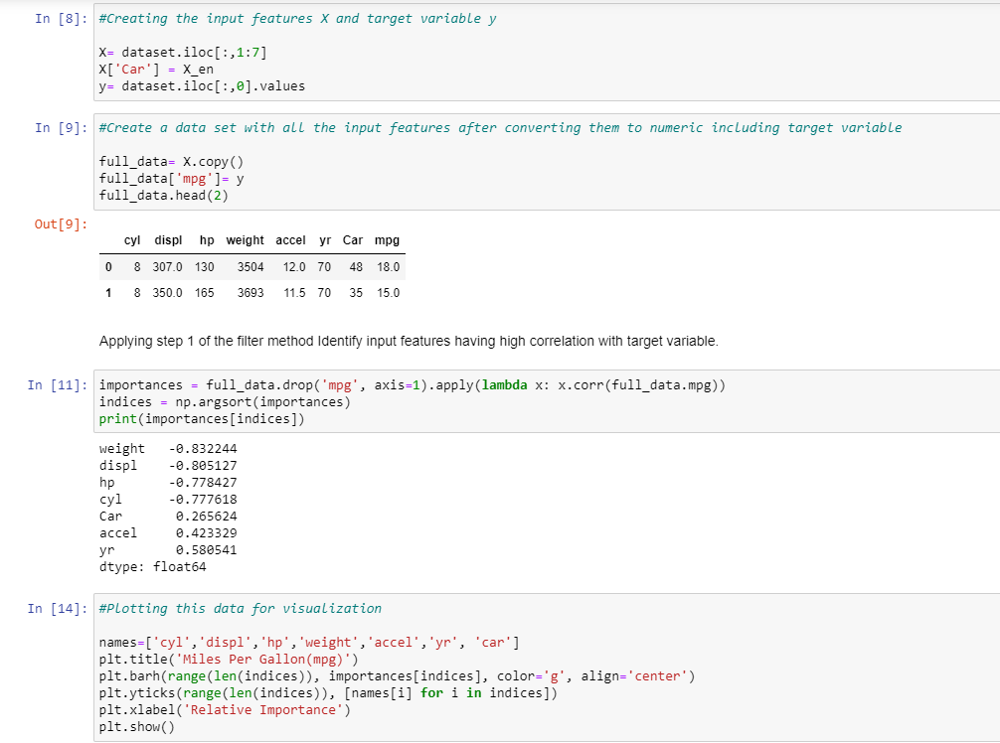 In [8]: #Creating the input features X and target variable y
X= dataset.iloc[:,1:7]
X['Car'] = X_en
y= dataset.iloc[:,0].values
In [9]: #Create a data set with all the input features after converting them to numeric including target variable
full_data= X.copy()
full_data['mpg']= y
full_data.head(2)
Out[9]:
cyl displ hp weight accel yr Car mpg
0 8 307.0 130 3504 12.0 70 48 18.0
1 8 350.0 165 3693 11.5 70 35 15.0
Applying step 1 of the filter method Identify input features having high correlation with target variable.
In [11]: importances = full_data.drop('mpg', axis=1).apply(lambda x: x.corr(full_data.mpg))
indices = np.argsort(importances)
print(importances[indices])
weight -0.832244
displ -0.805127
hp -0.778427
cyl -0.777618
Car 0.265624
accel 0.423329
yr 0.580541
dtype: float64
In [14]: #Plotting this data for visualization
names=['cyl','displ','hp','weight','accel','yr', 'car']
plt.title('Miles Per Gallon(mpg)')
plt.barh(range(len(indices)), importances[indices], color='g', align='center')
plt.yticks(range(len(indices)), [names[i] for i in indices])
plt.xlabel('Relative Importance')
plt.show()